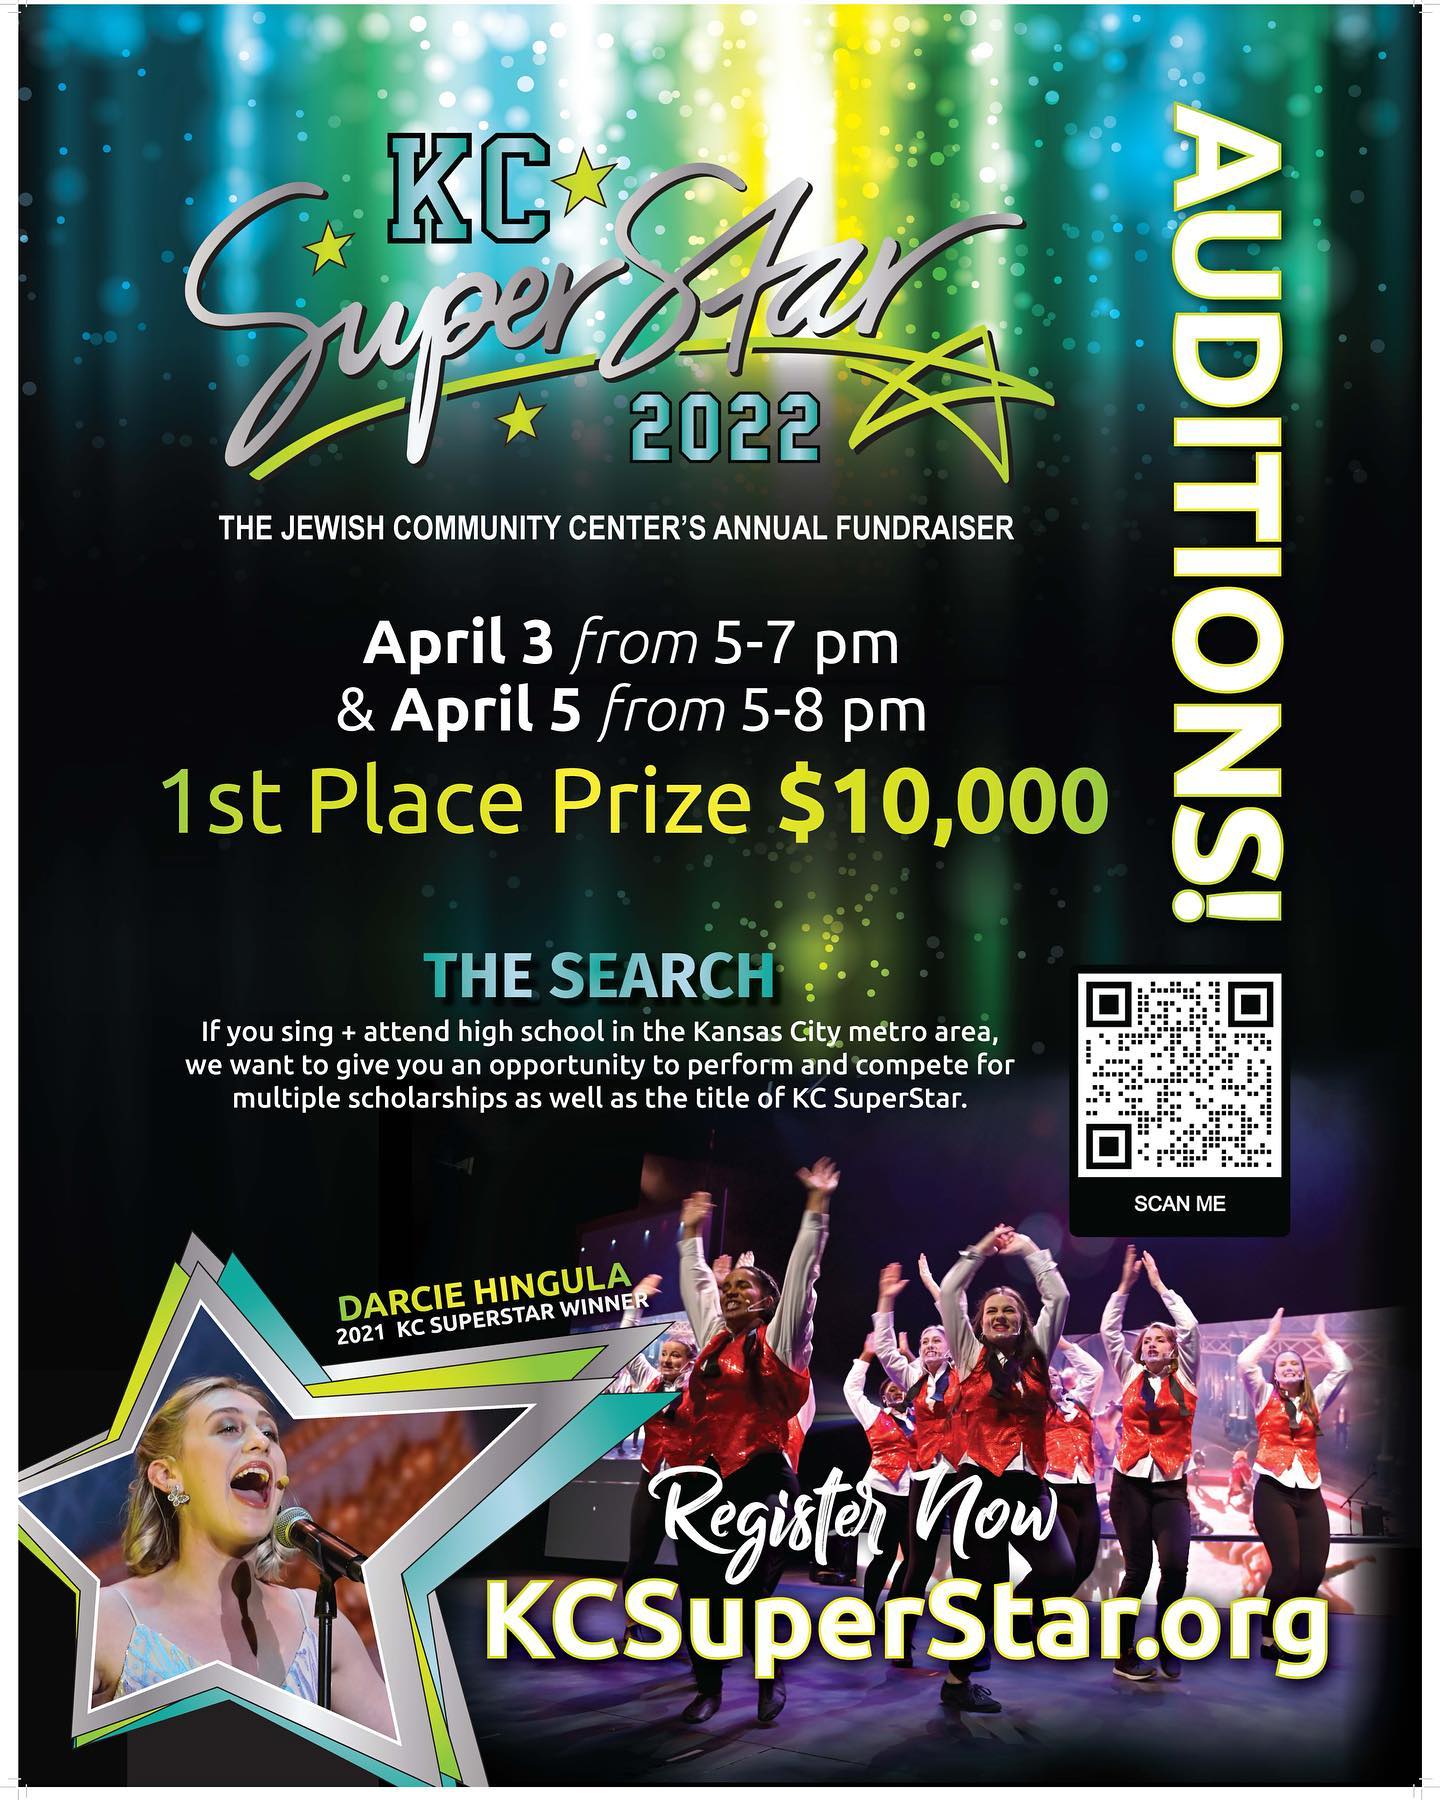 KC
SuperStar
2022
THE JEWISH COMMUNITY CENTER'S ANNUAL FUNDRAISER
AUDITIONS!
April 3 from 5-7 pm
& April 5 from 5-8 pm
1st Place Prize $10,000
THE SEARCH
If you sing + attend high school in the Kansas City metro area,
we want to give you an opportunity to perform and compete for
multiple scholarships as well as the title of KC SuperStar.
SCAN ME
DARCIE HINGULA
2021 KC SUPERSTAR WINNER
Register Now
KCSuperStar.org